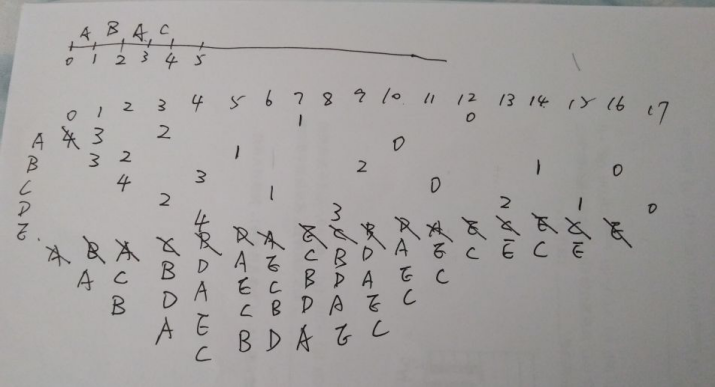 A B A C
0 1 2 3 4 5
0 1 2 3 4 5 6 7 8 9 10 11 12 13 14 15 16 17
A 4 3 2 1 0
B 3 2 1 0
C 4 3 2 1 0
D 2 1 0
E 4 3 2 1 0
A B A C B D A E C B D A E C E C E
A C B D A E C B D A E C E C E
B D A E C B D A E C
A E C B D A E C
C B D A E C